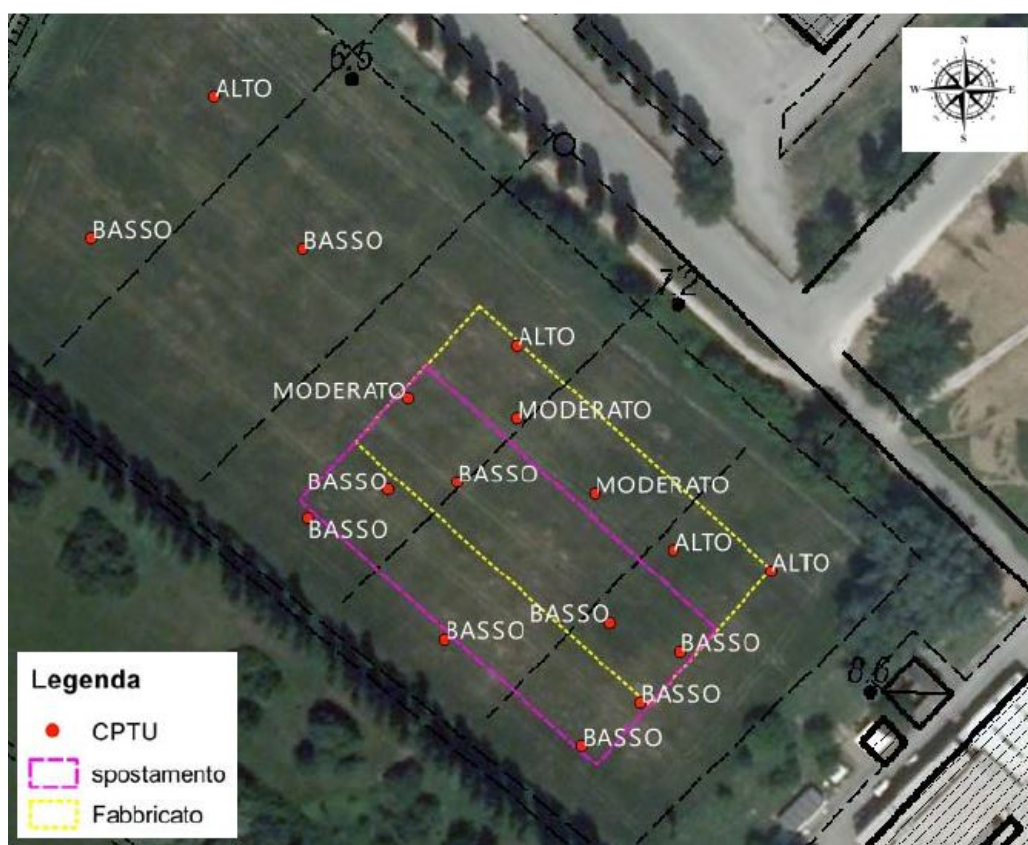 6.5
ALTO
N
W
E
S
BASSO
BASSO
7.2
ALTO
MODERATO
MODERATO
BASSO
BASSO
MODERATO
BASSO
ALTO
ALTO
BASSO
BASSO
BASSO
8.6
BASSO
BASSO
Legenda
CPTU
spostamento
Fabbricato